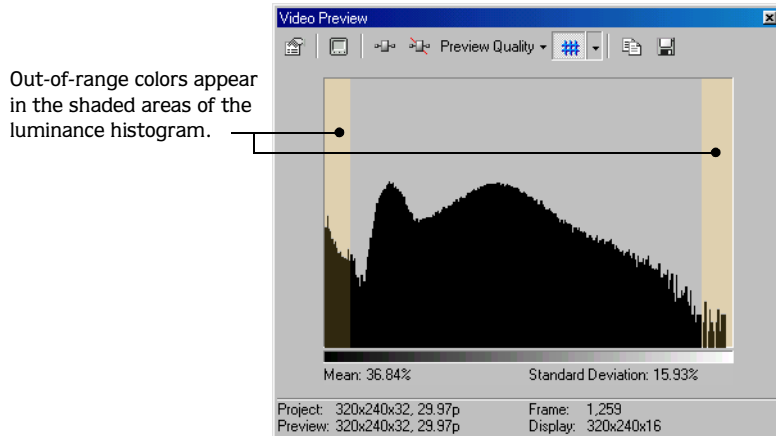 Video Preview
Preview Quality
Out-of-range colors appear
in the shaded areas of the
luminance histogram.
Mean: 36.84% Standard Deviation: 15.93%
Project: 320x240x32, 29.97p Frame: 1,259
Preview: 320x240x32, 29.97p Display: 320x240x16